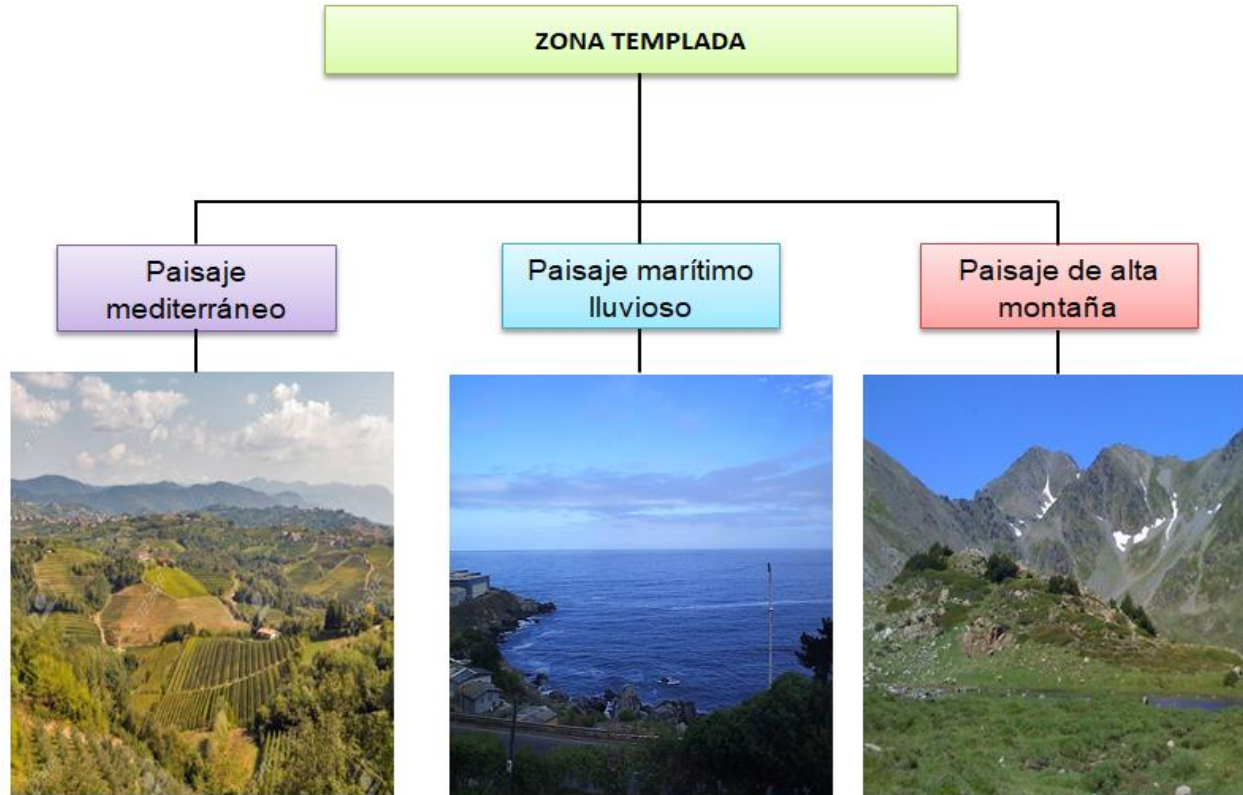 ZONA TEMPLADA
Paisaje
mediterráneo
Paisaje marítimo
lluvioso
Paisaje de alta
montaña